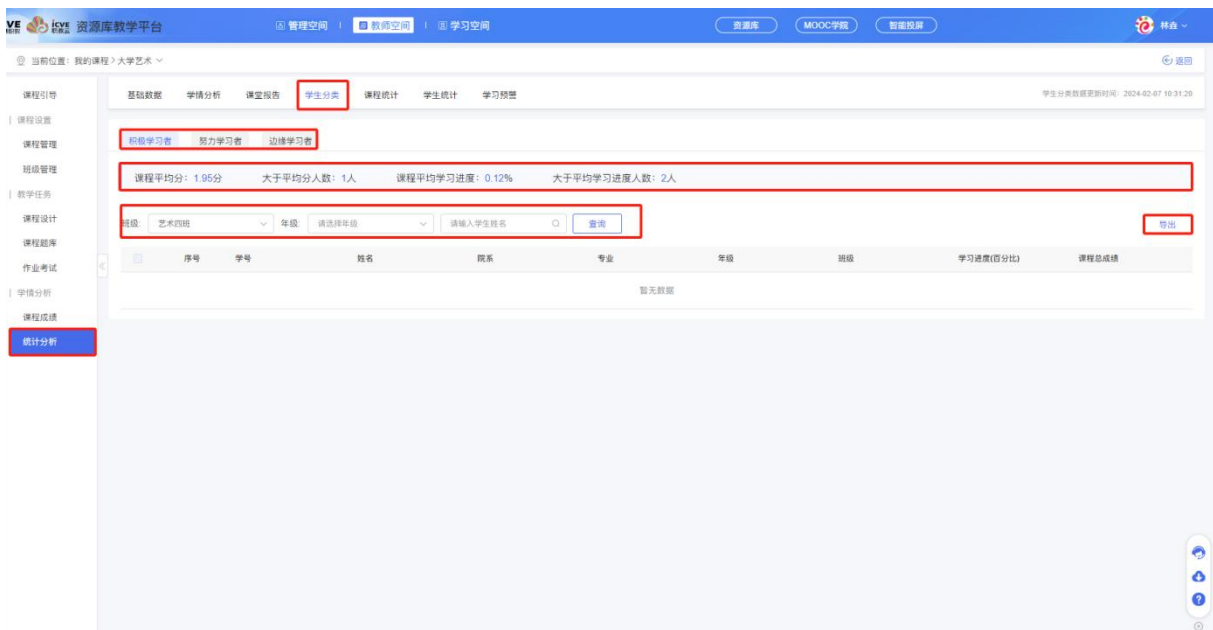 VE icve 资源库教学平台 管理空间 教师空间 学习空间 资源库 MOOC学院 智能投屏 林垚
当前位置：我的课程 大学艺术 返回
课程引导 基础数据 学情分析 课堂报告 学生分类 课程统计 学生统计 学习预警 学生分类数据更新时间：2024-02-07 10:31:29
课程设置
课程管理 积极学习者 努力学习者 边缘学习者
班级管理 课程平均分：1.95分 大于平均分人数：1人 课程平均学习进度：0.12% 大于平均学习进度人数：2人
教学任务
课程设计 班级: 艺术四班 年级: 请选择年级 请输入学生姓名 查询 导出
课程题库
作业考试 序号 学号 姓名 院系 专业 年级 班级 学习进度(百分比) 课程总成绩
学情分析 暂无数据
课程成绩
统计分析